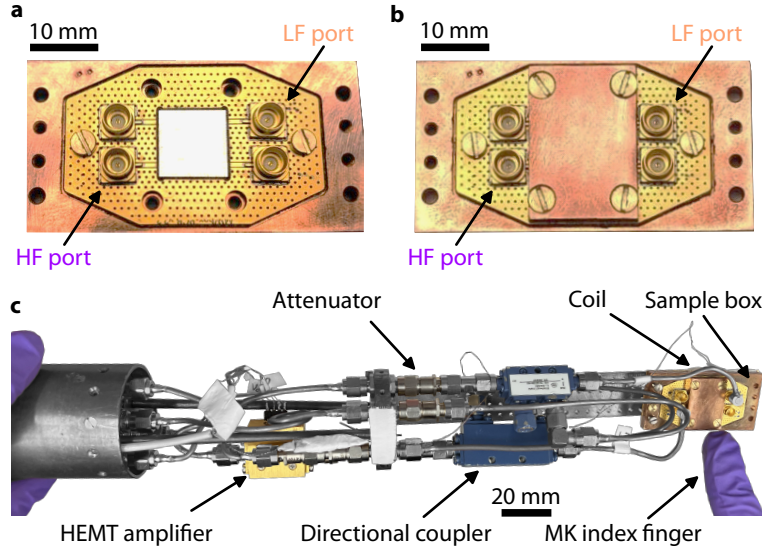 a
10 mm
LF port
HF port
b
10 mm
LF port
HF port
c
Attenuator
Coil
Sample box
HEMT amplifier
Directional coupler
20 mm
MK index finger